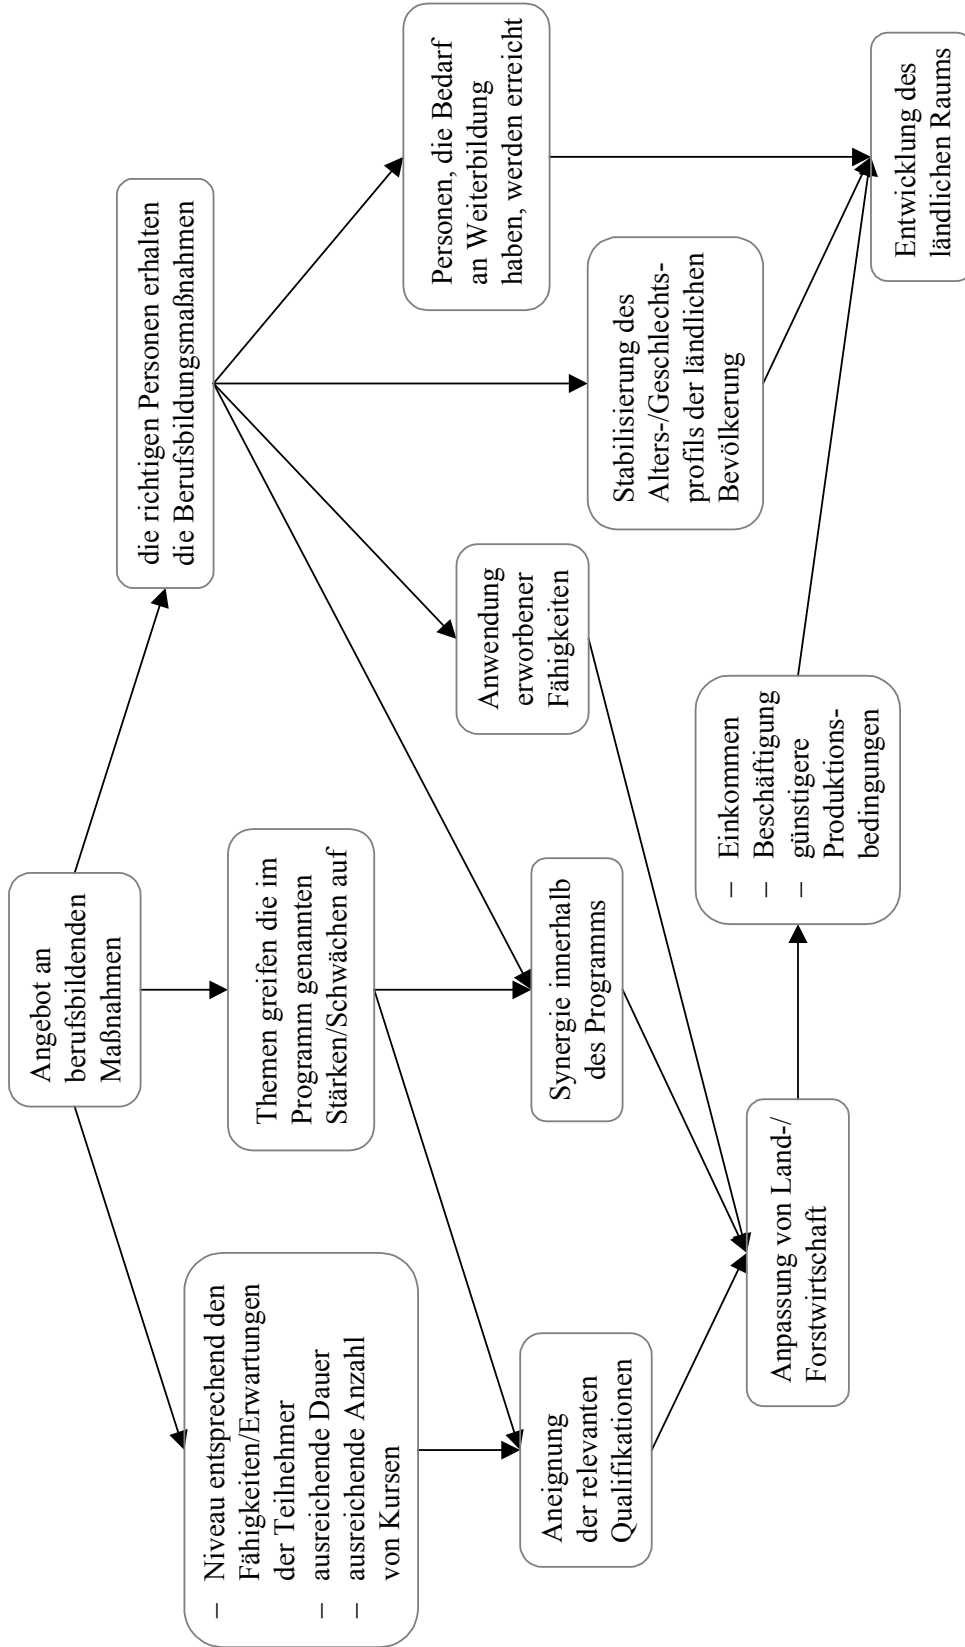 Angebot an
berufsbildenden
Maßnahmen
– Niveau entsprechend den
Fähigkeiten/Erwartungen
der Teilnehmer
– ausreichende Dauer
– ausreichende Anzahl
von Kursen
Themen greifen die im
Programm genannten
Stärken/Schwächen auf
die richtigen Personen erhalten
die Berufsbildungsmaßnahmen
Aneignung
der relevanten
Qualifikationen
Synergie innerhalb
des Programms
Anwendung
erworbener
Fähigkeiten
Stabilisierung des
Alters-/Geschlechts-
profils der ländlichen
Bevölkerung
Personen, die Bedarf
an Weiterbildung
haben, werden erreicht
Anpassung von Land-/
Forstwirtschaft
– Einkommen
– Beschäftigung
– günstigere
Produktions-
bedingungen
Entwicklung des
ländlichen Raums